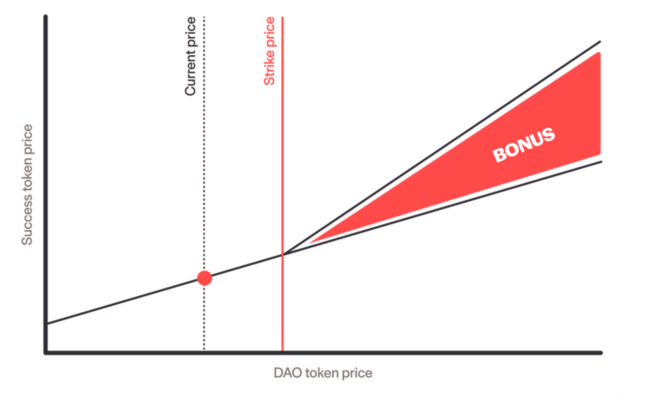 Current price
Strike price
BONUS
Success token price
DAO token price